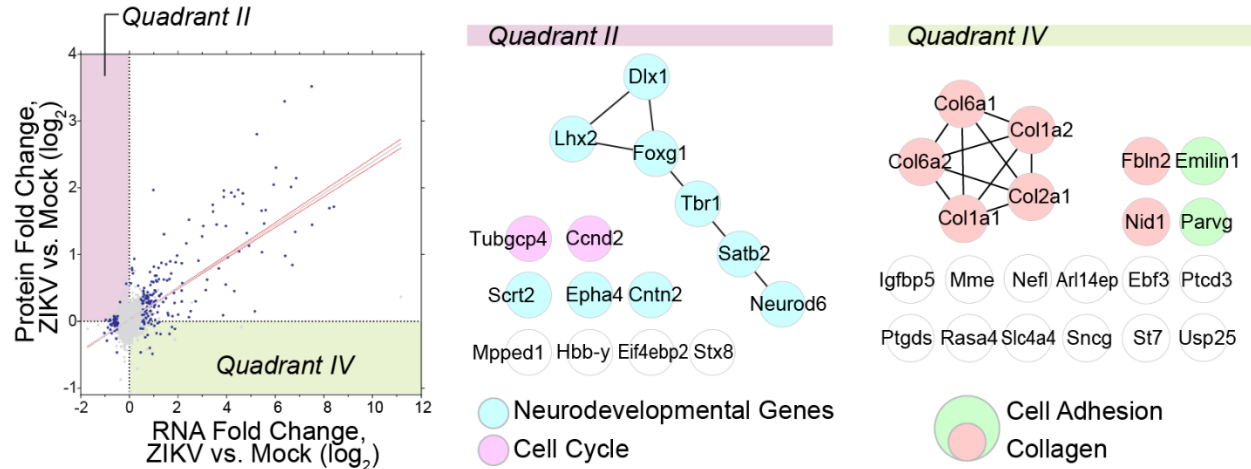 Quadrant II
4
3
2
1
0
-1
-2
0
2
4
6
8
10
12
Protein Fold Change,
ZIKV vs. Mock (log2)
Quadrant IV
RNA Fold Change,
ZIKV vs. Mock (log2)
Quadrant II
Dlx1
Lhx2
Foxg1
Tbr1
Satb2
Neurod6
Tubgcp4 Ccnd2
Scrt2 Epha4 Cntn2
Mpped1 Hbb-y Eif4ebp2 Stx8
Neurodevelopmental Genes
Cell Cycle
Quadrant IV
Col6a1
Col1a2
Col6a2
Col2a1
Col1a1
Fbln2 Emilin1
Nid1 Parvg
Igfbp5 Mme Nefl Arl14ep Ebf3 Ptcd3
Ptgds Rasa4 Slc4a4 Sncg St7 Usp25
Cell Adhesion
Collagen